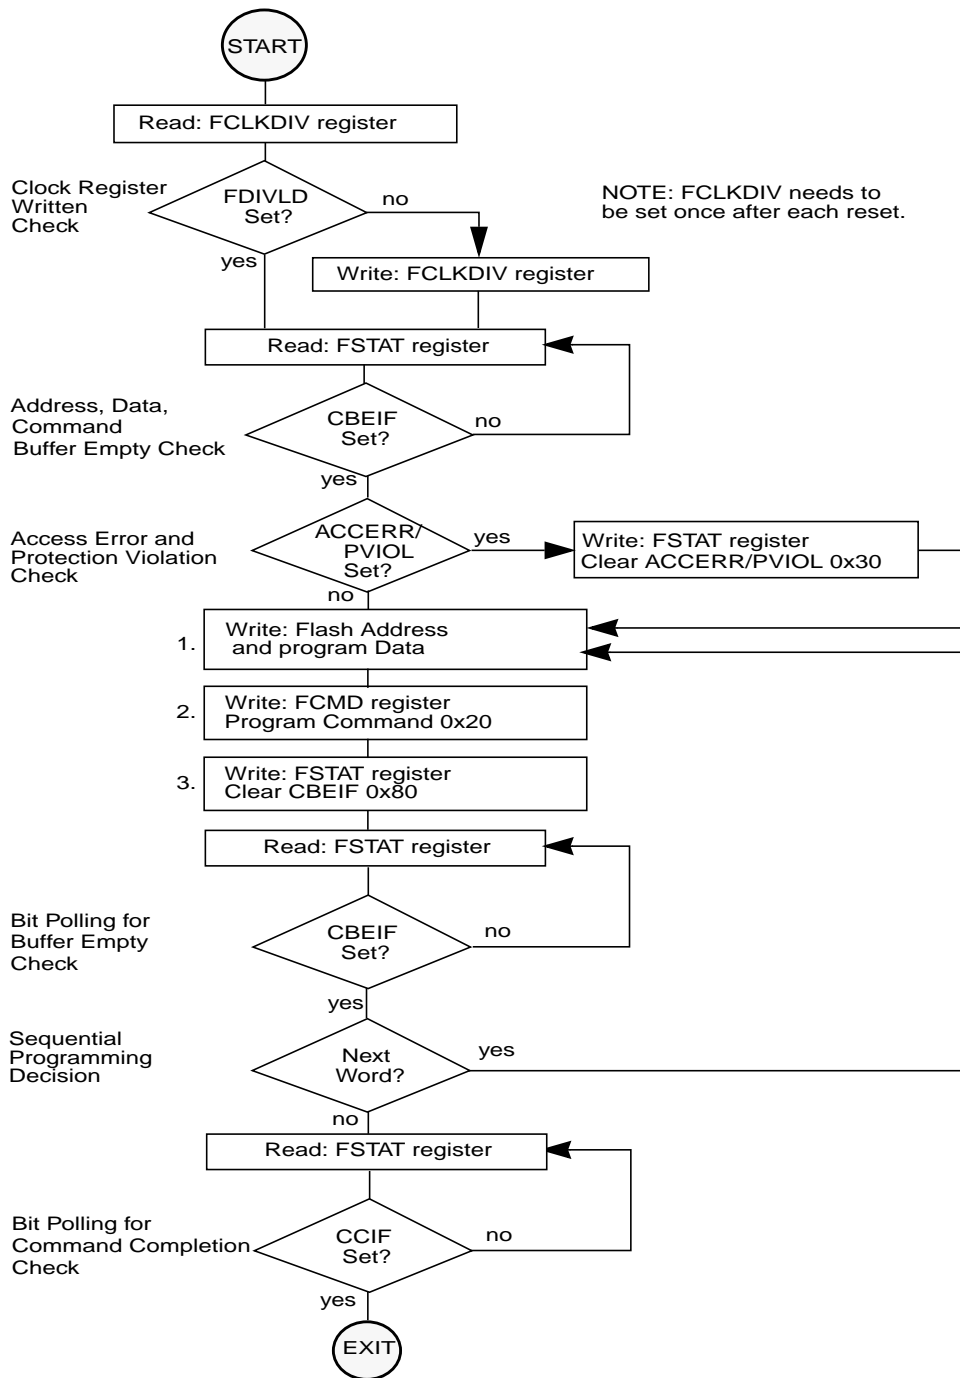 START
Read: FCLKDIV register
Clock Register
Written
Check
FDIVLD
Set?
no
yes
NOTE: FCLKDIV needs to
be set once after each reset.
Write: FCLKDIV register
Read: FSTAT register
Address, Data,
Command
Buffer Empty Check
CBEIF
Set?
no
yes
Access Error and
Protection Violation
Check
ACCERR/
PVIOL
Set?
yes
no
Write: FSTAT register
Clear ACCERR/PVIOL 0x30
1.
Write: Flash Address
and program Data
2.
Write: FCMD register
Program Command 0x20
3.
Write: FSTAT register
Clear CBEIF 0x80
Read: FSTAT register
Bit Polling for
Buffer Empty
Check
CBEIF
Set?
no
yes
Sequential
Programming
Decision
Next
Word?
yes
no
Read: FSTAT register
Bit Polling for
Command Completion
Check
CCIF
Set?
no
yes
EXIT